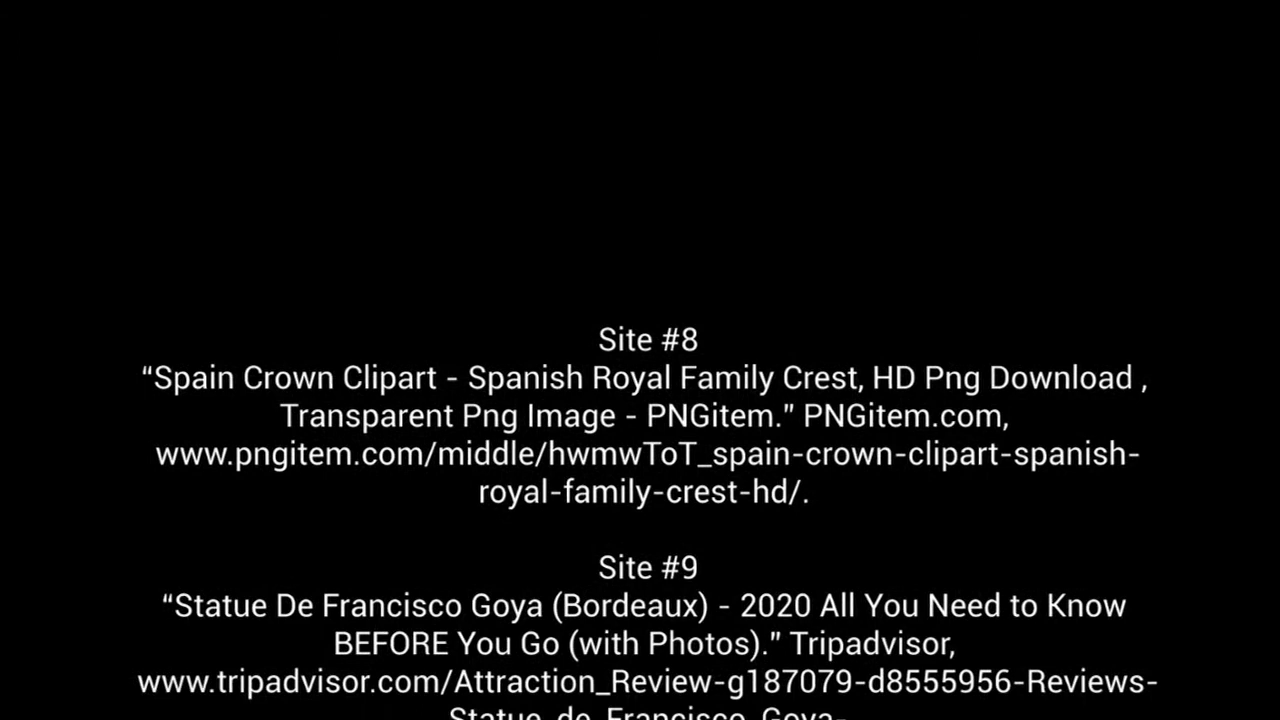 Site #8
“Spain Crown Clipart - Spanish Royal Family Crest, HD Png Download ,
Transparent Png Image - PNGitem.” PNGitem.com,
www.pngitem.com/middle/hwmwToT_spain-crown-clipart-spanish-
royal-family-crest-hd/.
Site #9
“Statue De Francisco Goya (Bordeaux) - 2020 All You Need to Know
BEFORE You Go (with Photos).” Tripadvisor,
www.tripadvisor.com/Attraction_Review-g187079-d8555956-Reviews-
Statue_de_Francisco_Goya-